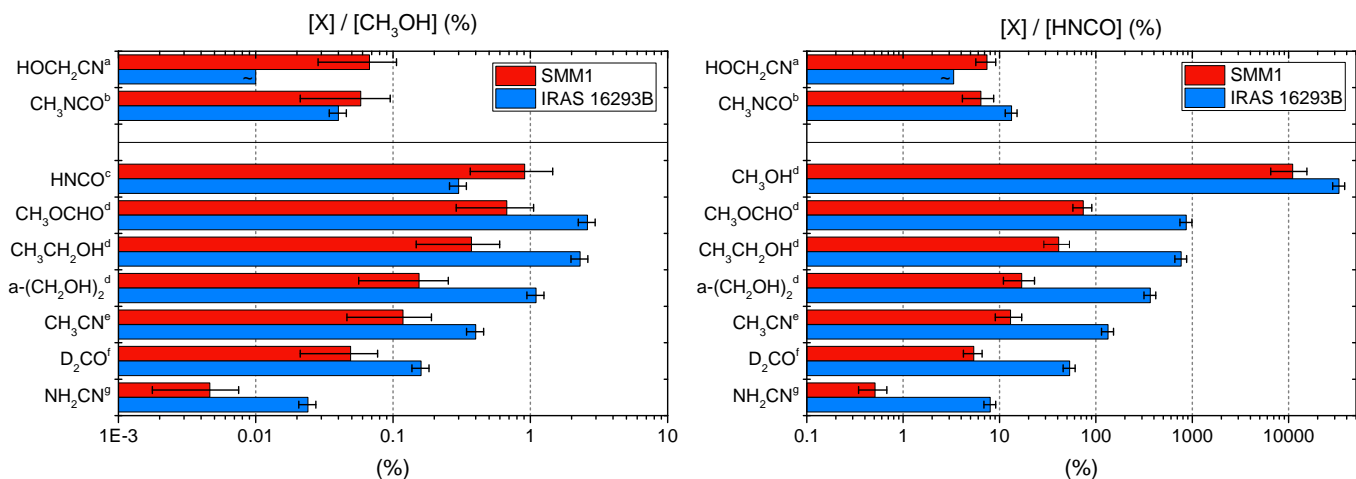 [X] / [CH₃OH] (%)
HOCH₂CNᵃ
CH₃NCOᵇ
HNCOᶜ
CH₃OCHOᵈ
CH₃CH₂OHᵈ
a-(CH₂OH)₂ᵈ
CH₃CNᵉ
D₂COᶠ
NH₂CNᵍ
~
SMM1
IRAS 16293B
1E-3 0.01 0.1 1 10
(%)
[X] / [HNCO] (%)
HOCH₂CNᵃ
CH₃NCOᵇ
CH₃OHᵈ
CH₃OCHOᵈ
CH₃CH₂OHᵈ
a-(CH₂OH)₂ᵈ
CH₃CNᵉ
D₂COᶠ
NH₂CNᵍ
~
SMM1
IRAS 16293B
0.1 1 10 100 1000 10000
(%)